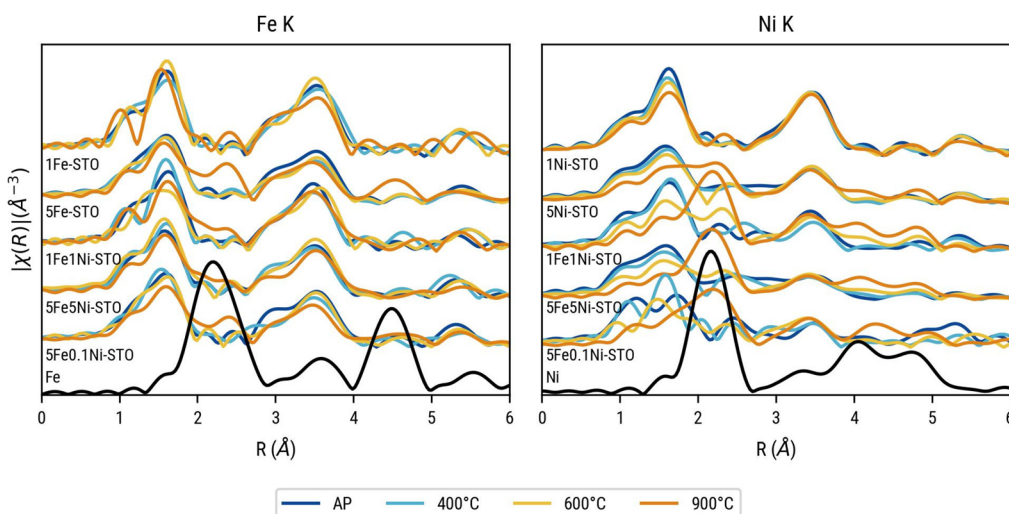 Fe K
Ni K
|χ(R)|(Å⁻³)
1Fe-STO
5Fe-STO
1Fe1Ni-STO
5Fe5Ni-STO
5Fe0.1Ni-STO
Fe
0 1 2 3 4 5 6
R (Å)
1Ni-STO
5Ni-STO
1Fe1Ni-STO
5Fe5Ni-STO
5Fe0.1Ni-STO
Ni
0 1 2 3 4 5 6
R (Å)
AP 400°C 600°C 900°C